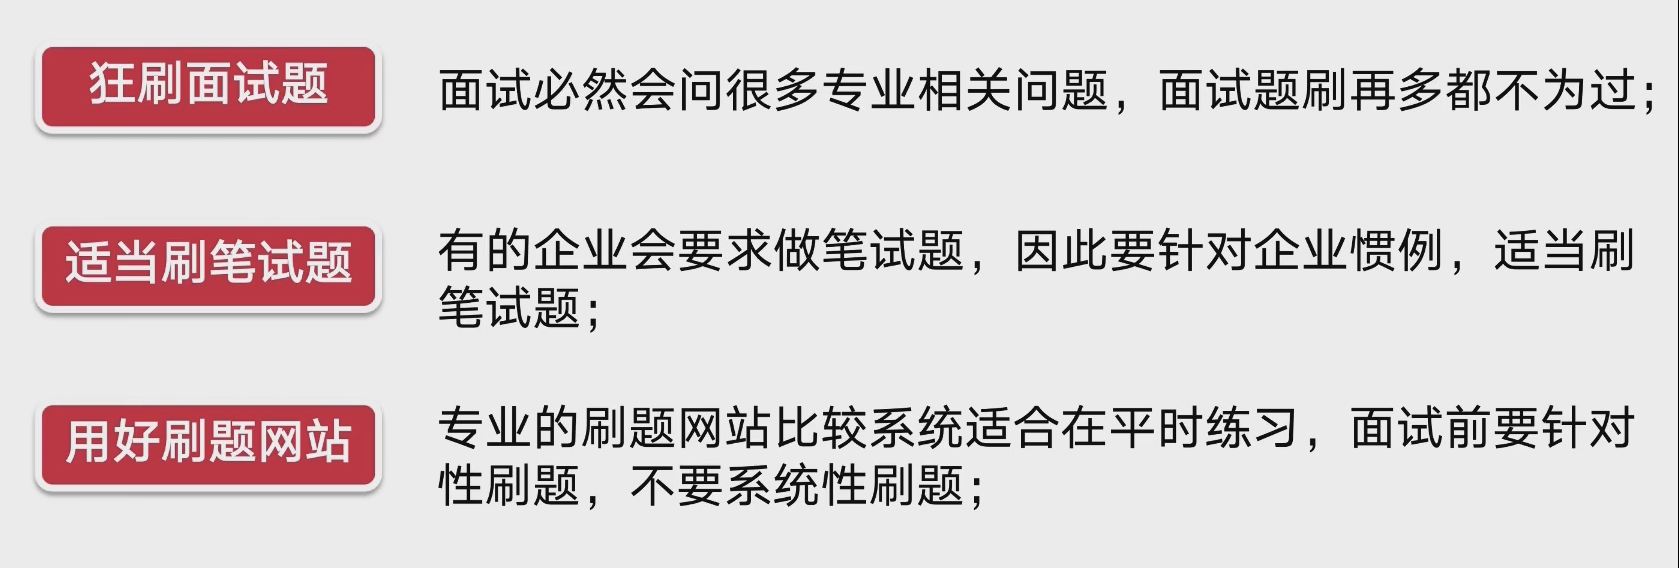 狂刷面试题
面试必然会问很多专业相关问题，面试题刷再多都不为过；
适当刷笔试题
有的企业会要求做笔试题，因此要针对企业惯例，适当刷
笔试题；
用好刷题网站
专业的刷题网站比较系统适合在平时练习，面试前要针对
性刷题，不要系统性刷题；